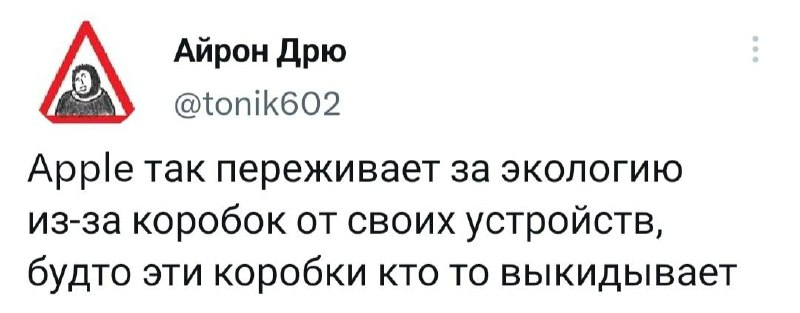 Айрон Дрю
@tonik602
Apple так переживает за экологию
из-за коробок от своих устройств,
будто эти коробки кто то выкидывает